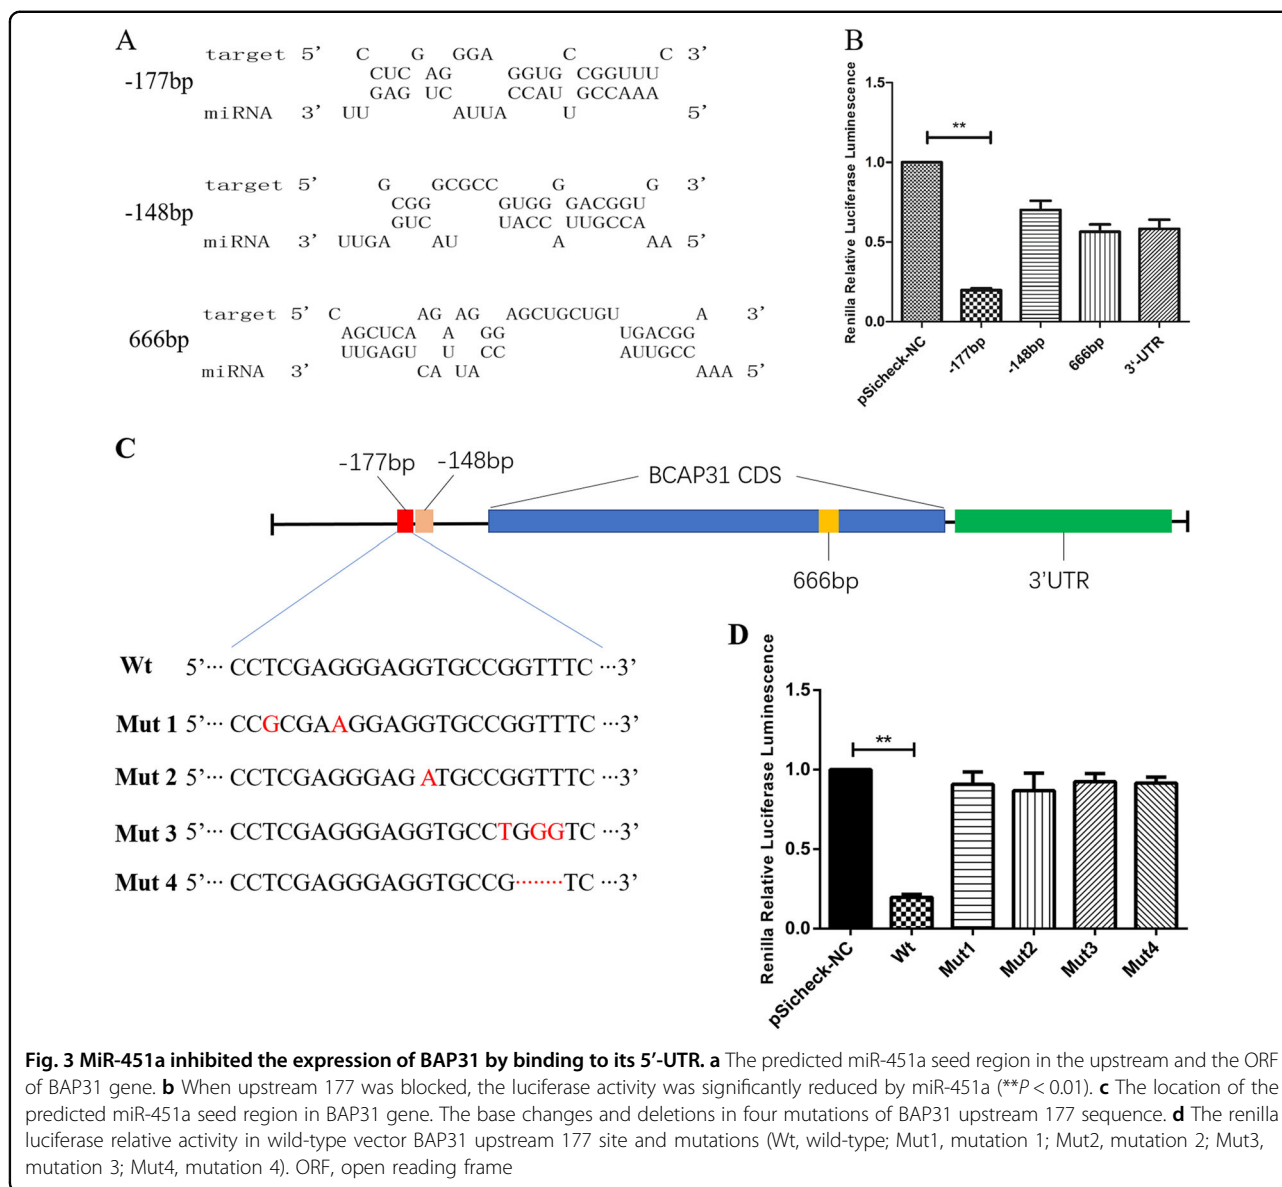 A
target 5’ C G GGA C C 3’
-177bp
CUC AG GGUG CGGUUU
GAG UC CCAU GCCAAA
miRNA 3’ UU AUUA U 5’
target 5’ G GCGCC G G 3’
-148bp
CGG GUGG GACGGU
GUC UACC UUGCCA
miRNA 3’ UUGA AU A AA 5’
target 5’ C AG AG AGCUGCUGU A 3’
666bp
AGCUCA A GG UGACGG
UUGAGU U CC AUUGCC
miRNA 3’ CA UA AAA 5’
B
Renilla Relative Luciferase Luminescence
1.5
1.0
0.5
0.0
**
pSicheck-NC
-177bp
-148bp
666bp
3'-UTR
C
-177bp
-148bp
BCAP31 CDS
666bp
3'UTR
Wt 5’··· CCTCGAGGGAGGTGCCGGTTTC ···3’
Mut 1 5’··· CCGCGAAGGAGGTGCCGGTTTC ···3’
Mut 2 5’··· CCTCGAGGGAG ATGCCGGTTTC ···3’
Mut 3 5’··· CCTCGAGGGAGGTGCCTGGGTC ···3’
Mut 4 5’··· CCTCGAGGGAGGTGCCG········TC ···3’
D
Renilla Relative Luciferase Luminescence
1.5
1.0
0.5
0.0
**
pSicheck-NC
Wt
Mut1
Mut2
Mut3
Mut4
Fig. 3 MiR-451a inhibited the expression of BAP31 by binding to its 5′-UTR. a The predicted miR-451a seed region in the upstream and the ORF
of BAP31 gene. b When upstream 177 was blocked, the luciferase activity was significantly reduced by miR-451a (**P < 0.01). c The location of the
predicted miR-451a seed region in BAP31 gene. The base changes and deletions in four mutations of BAP31 upstream 177 sequence. d The renilla
luciferase relative activity in wild-type vector BAP31 upstream 177 site and mutations (Wt, wild-type; Mut1, mutation 1; Mut2, mutation 2; Mut3,
mutation 3; Mut4, mutation 4). ORF, open reading frame